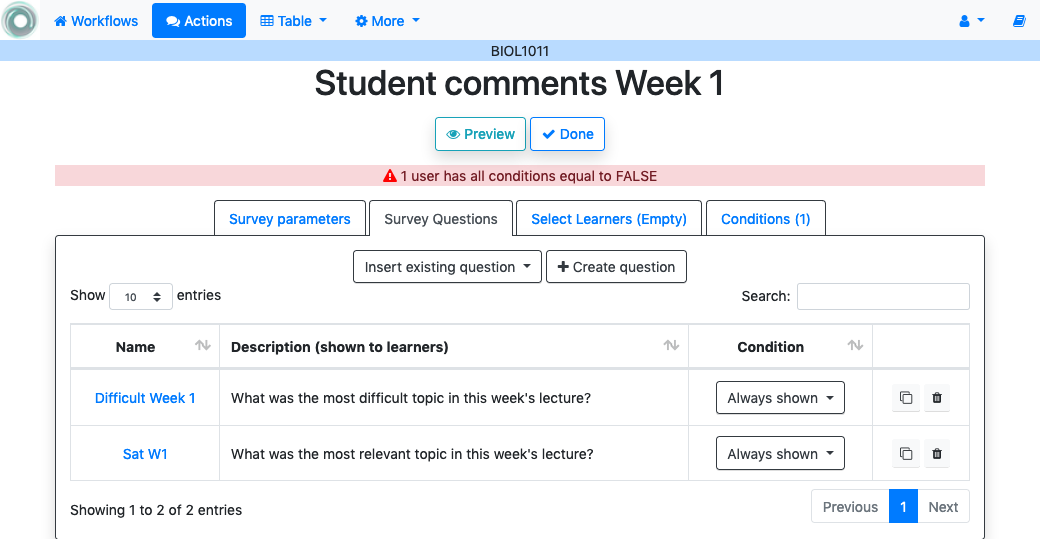 Workflows Actions Table More
BIOL1011
Student comments Week 1
Preview Done
1 user has all conditions equal to FALSE
Survey parameters Survey Questions Select Learners (Empty) Conditions (1)
Insert existing question Create question
Show 10 entries Search:
Name Description (shown to learners) Condition
Difficult Week 1 What was the most difficult topic in this week's lecture? Always shown
Sat W1 What was the most relevant topic in this week's lecture? Always shown
Showing 1 to 2 of 2 entries Previous 1 Next